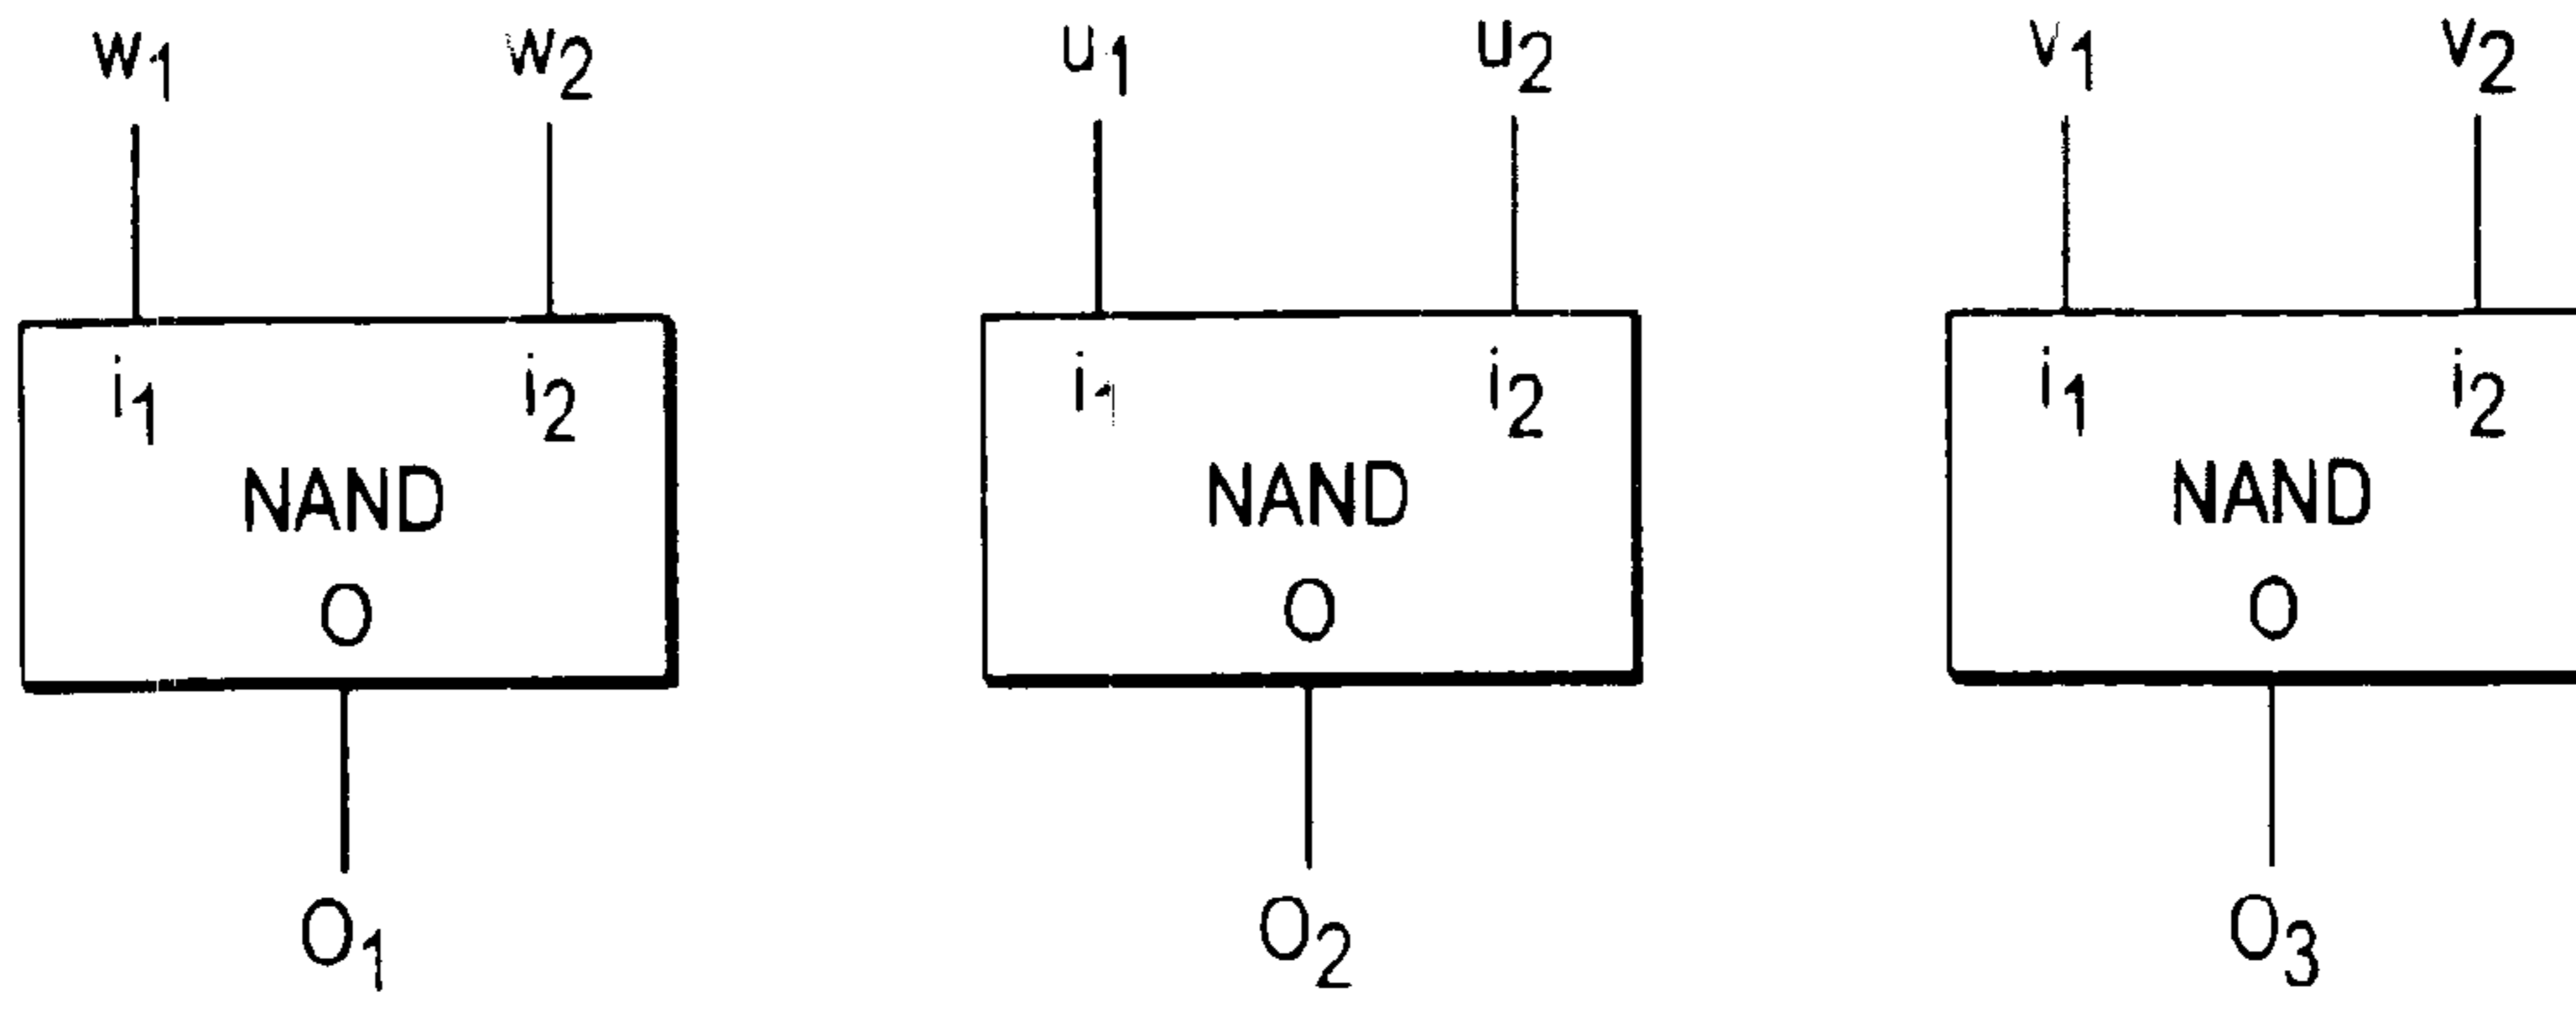 w₁ w₂ u₁ u₂ v₁ v₂
i₁ i₂ i₁ i₂ i₁ i₂
NAND NAND NAND
O O O
O₁ O₂ O₃